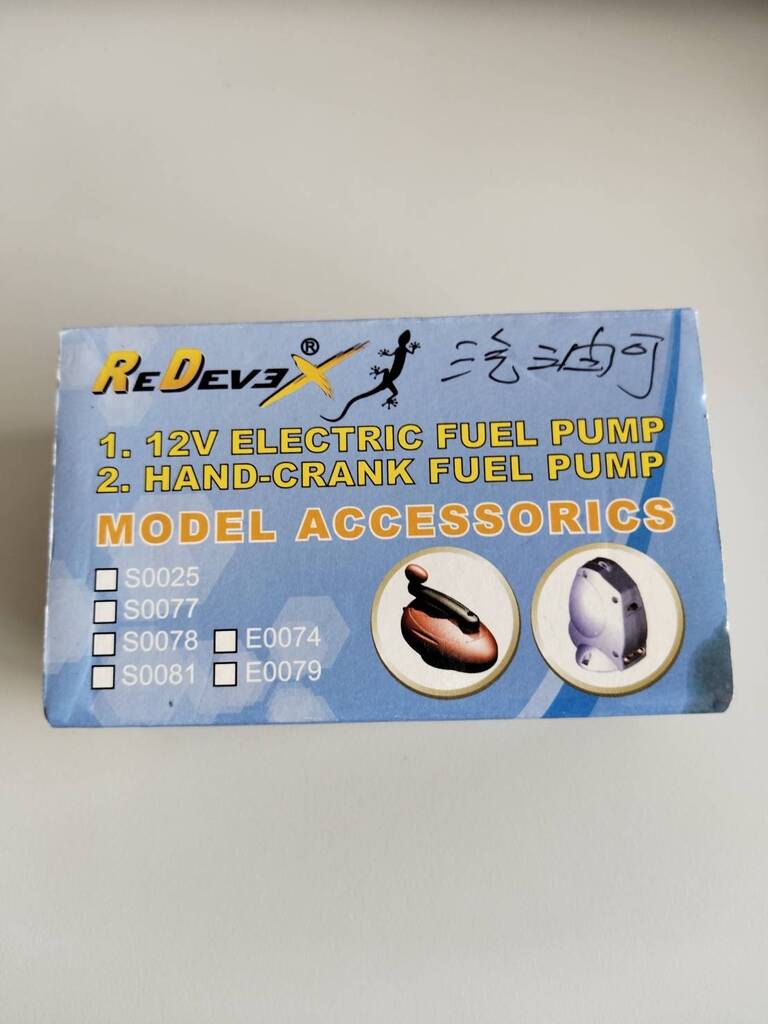 ReDevex® 汽油可
1. 12V ELECTRIC FUEL PUMP
2. HAND-CRANK FUEL PUMP
MODEL ACCESSORICS
S0025
S0077
S0078 E0074
S0081 E0079